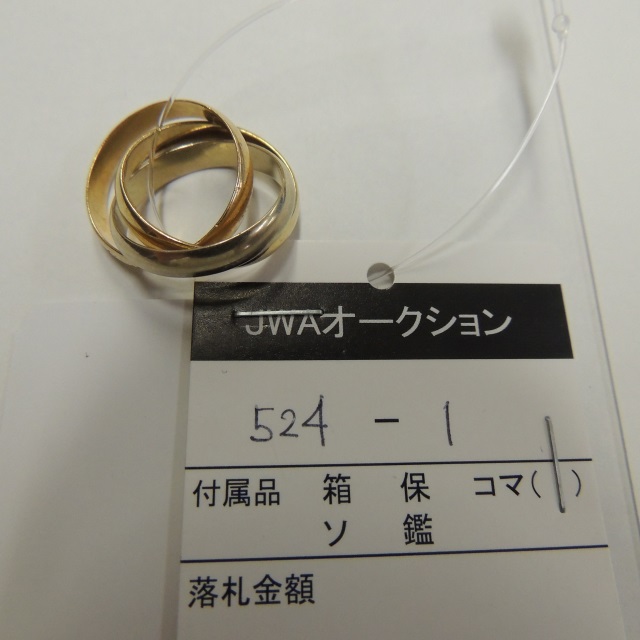 JWAオークション
524 - 1
付属品 箱 保 コマ( )
ソ 鑑
落札金額